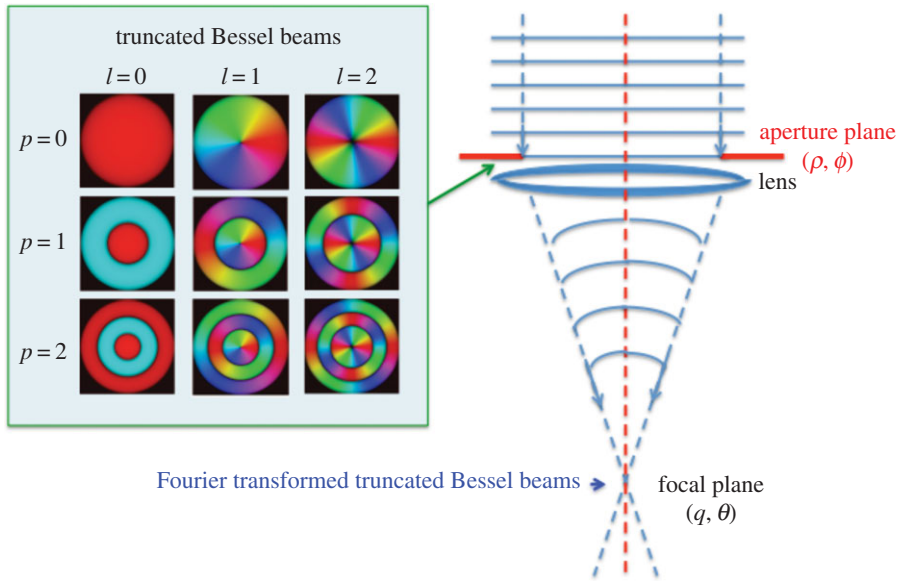 truncated Bessel beams
l = 0 l = 1 l = 2
p = 0
p = 1
p = 2
aperture plane
(ρ, ϕ)
lens
Fourier transformed truncated Bessel beams
focal plane
(q, θ)